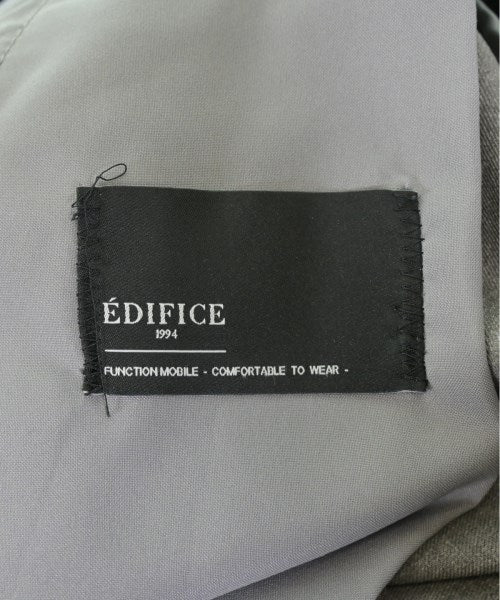 ÉDIFICE
1994
FUNCTION MOBILE - COMFORTABLE TO WEAR -